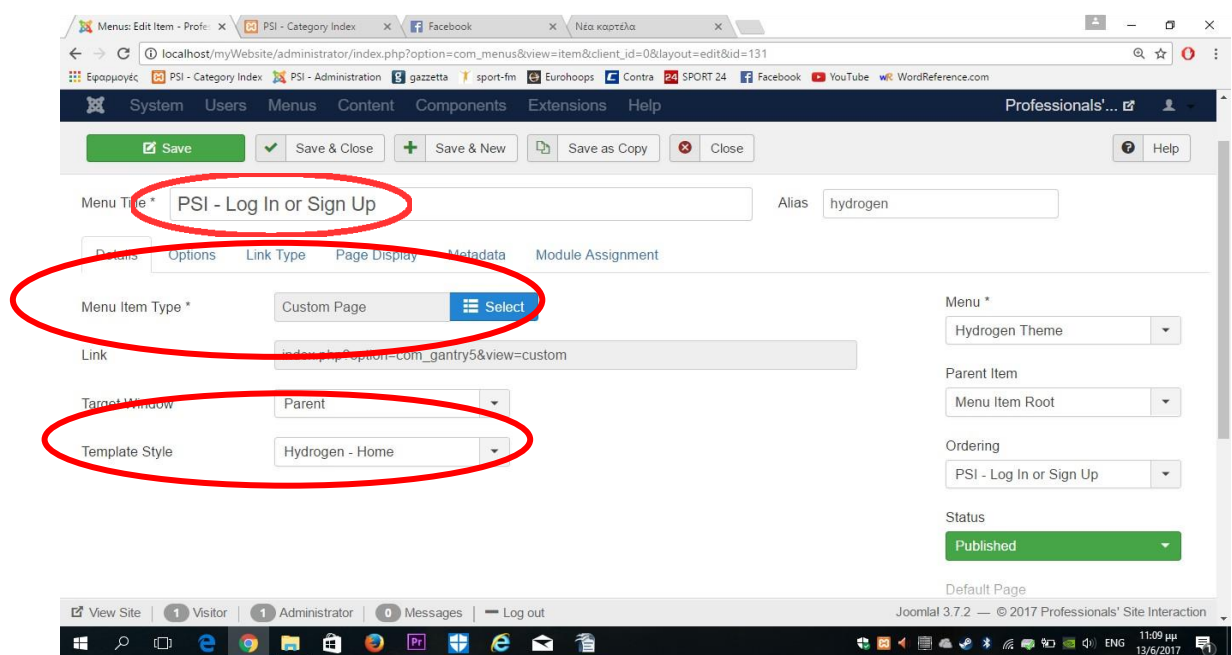 Menus: Edit Item - Profe: PSI - Category Index Facebook Νέα καρτέλα
localhost/myWebsite/administrator/index.php?option=com_menus&view=item&client_id=0&layout=edit&id=131
Εφαρμογές PSI - Category Index PSI - Administration gazzetta sport-fm Eurohoops Contra SPORT 24 Facebook YouTube WordReference.com
System Users Menus Content Components Extensions Help Professionals'...
Save Save & Close Save & New Save as Copy Close Help
Menu Title * PSI - Log In or Sign Up Alias hydrogen
Details Options Link Type Page Display Metadata Module Assignment
Menu Item Type * Custom Page Select Menu *
Hydrogen Theme
Link index.php?option=com_gantry5&view=custom
Parent Item
Target Window Parent Menu Item Root
Template Style Hydrogen - Home Ordering
PSI - Log In or Sign Up
Status
Published
Default Page
View Site 1 Visitor 1 Administrator 0 Messages Log out Joomla! 3.7.2 — © 2017 Professionals' Site Interaction
Pr ENG 11:09 μμ
13/6/2017